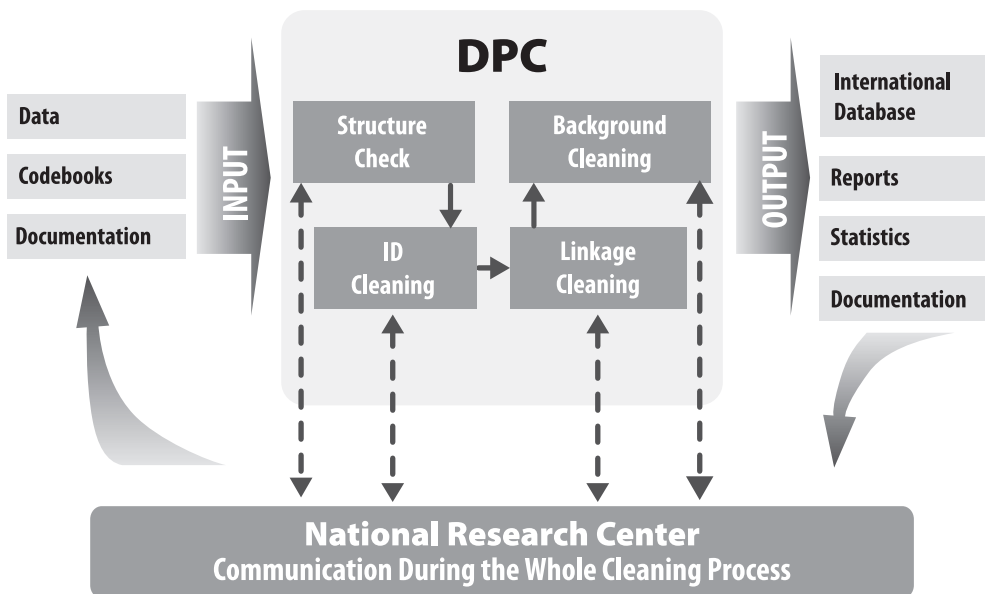 DPC
Data
Codebooks
Documentation
INPUT
Structure
Check
Background
Cleaning
ID
Cleaning
Linkage
Cleaning
OUTPUT
International
Database
Reports
Statistics
Documentation
National Research Center
Communication During the Whole Cleaning Process